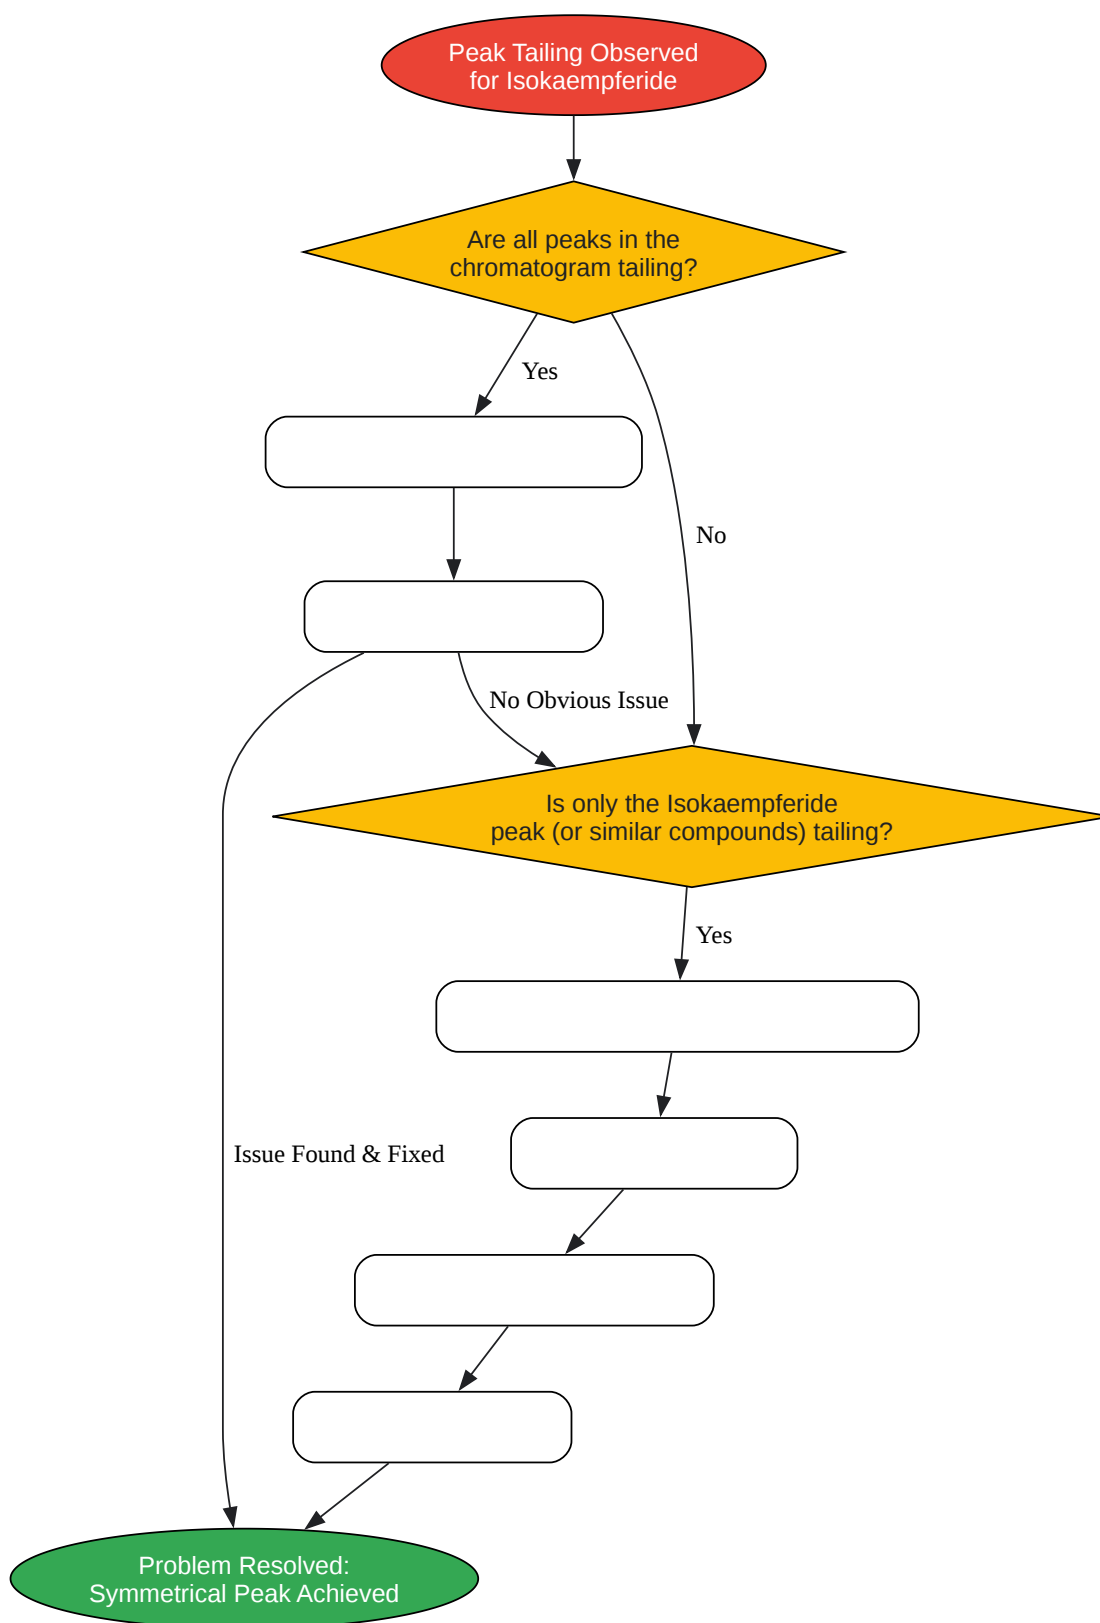 Peak Tailing Observed
for Isokaempferide
Are all peaks in the
chromatogram tailing?
Yes
No
No Obvious Issue
Is only the Isokaempferide
peak (or similar compounds) tailing?
Yes
Issue Found & Fixed
Problem Resolved:
Symmetrical Peak Achieved